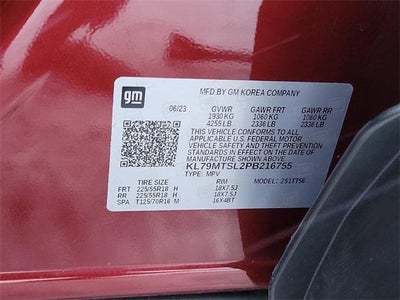 gm
MFD BY GM KOREA COMPANY
06/23 GVWR GAWR FRT GAWR RR
1930 KG 1060 KG 1060 KG
4255 LB 2336 LB 2336 LB
THIS VEHICLE CONFORMS TO ALL
APPLICABLE U.S. FEDERAL MOTOR
VEHICLE SAFETY, BUMPER, AND
THEFT PREVENTION STANDARDS
IN EFFECT ON THE DATE OF
MANUFACTURE SHOWN ABOVE.
KL79MTSL2PB216755
TYPE: MPV MODEL: 2S1TT56
TIRE SIZE RIM
FRT 225/55R18 H 18X7.5J
RR 225/55R18 H 18X7.5J
SPA T125/70R16 M 16X4BT